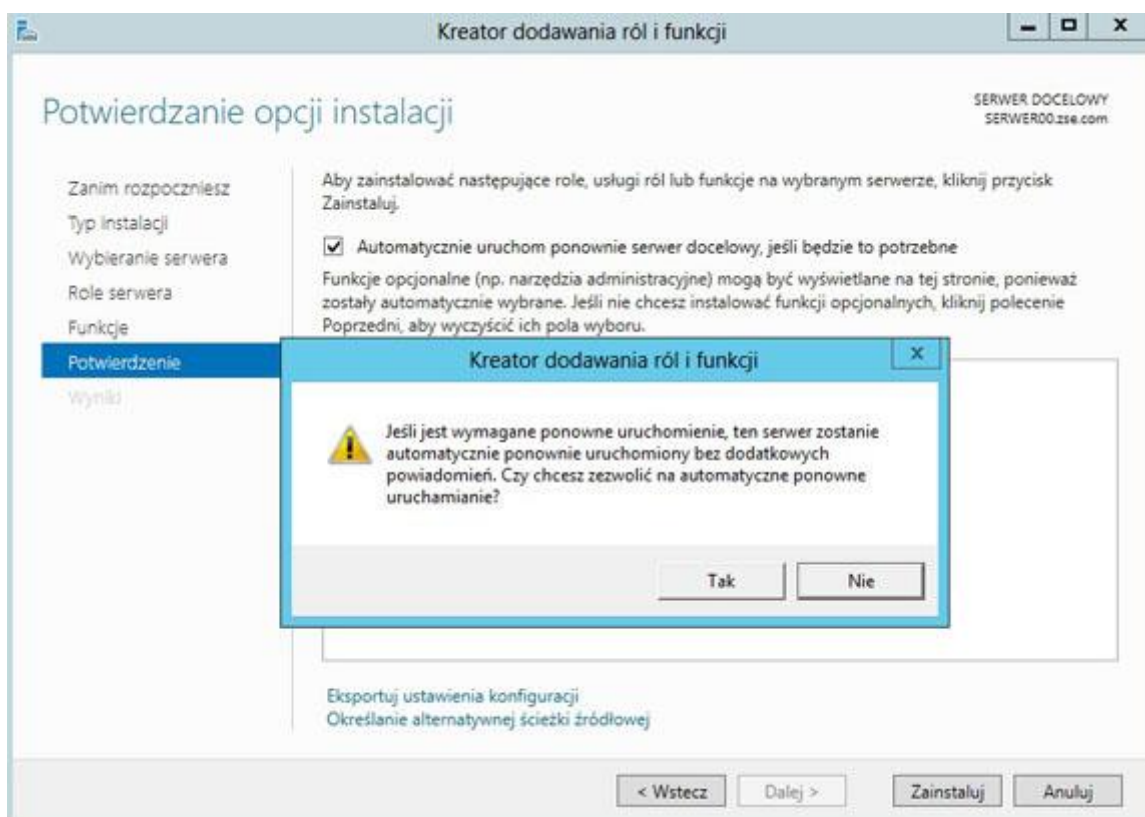 Kreator dodawania ról i funkcji
Potwierdzanie opcji instalacji
SERWER DOCELOWY
SERWER00.zse.com
Zanim rozpoczniesz
Typ instalacji
Wybieranie serwera
Role serwera
Funkcje
Potwierdzenie
Wyniki
Aby zainstalować następujące role, usługi ról lub funkcje na wybranym serwerze, kliknij przycisk
Zainstaluj.
Automatycznie uruchom ponownie serwer docelowy, jeśli będzie to potrzebne
Funkcje opcjonalne (np. narzędzia administracyjne) mogą być wyświetlane na tej stronie, ponieważ
zostały automatycznie wybrane. Jeśli nie chcesz instalować funkcji opcjonalnych, kliknij polecenie
Poprzedni, aby wyczyścić ich pola wyboru.
Kreator dodawania ról i funkcji
Jeśli jest wymagane ponowne uruchomienie, ten serwer zostanie
automatycznie ponownie uruchomiony bez dodatkowych
powiadomień. Czy chcesz zezwolić na automatyczne ponowne
uruchamianie?
Tak
Nie
Eksportuj ustawienia konfiguracji
Określanie alternatywnej ścieżki źródłowej
< Wstecz
Dalej >
Zainstaluj
Anuluj